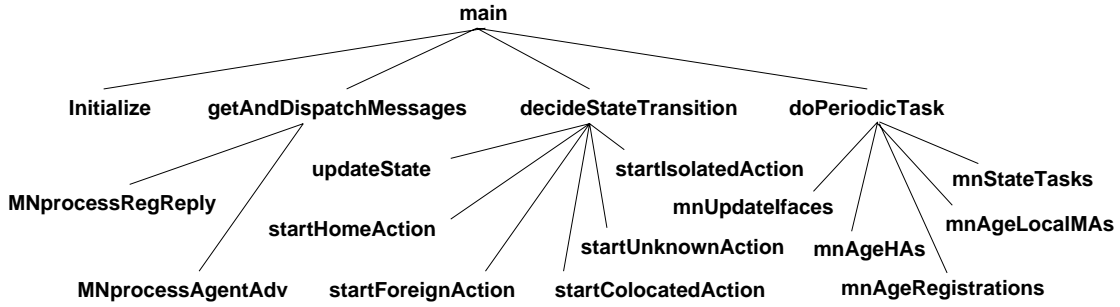 main
Initialize
getAndDispatchMessages
decideStateTransition
doPeriodicTask
updateState
startIsolatedAction
mnStateTasks
MNprocessRegReply
mnUpdateIfaces
mnAgeLocalMAs
startHomeAction
startUnknownAction
mnAgeHAs
MNprocessAgentAdv
startForeignAction
startColocatedAction
mnAgeRegistrations